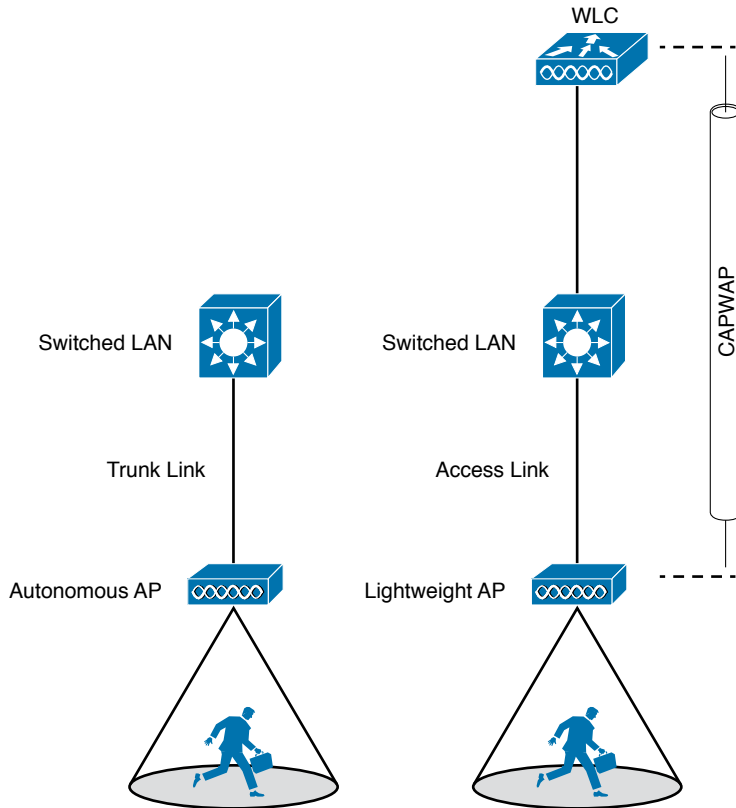 WLC
Switched LAN
Switched LAN
CAPWAP
Trunk Link
Access Link
Autonomous AP
Lightweight AP